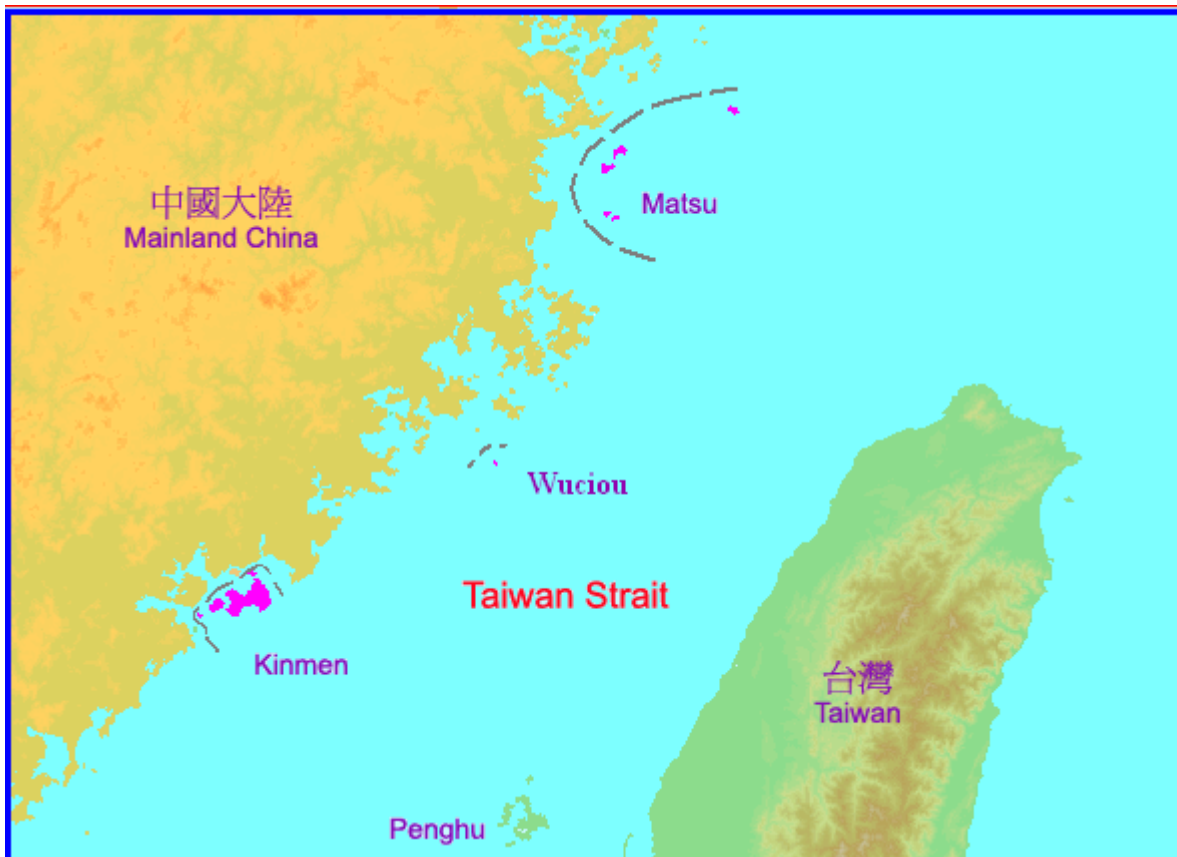 中國大陸
Mainland China
Matsu
Wuciou
Taiwan Strait
Kinmen
台灣
Taiwan
Penghu